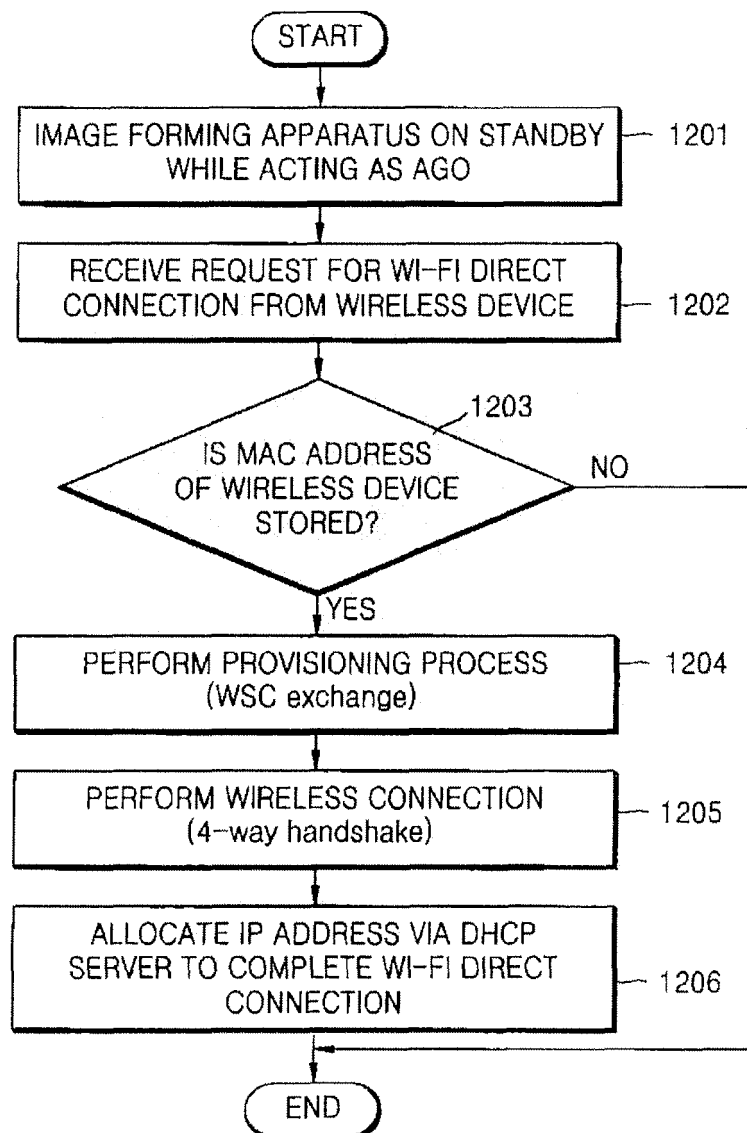 START
IMAGE FORMING APPARATUS ON STANDBY
WHILE ACTING AS AGO
1201
RECEIVE REQUEST FOR WI-FI DIRECT
CONNECTION FROM WIRELESS DEVICE
1202
1203
IS MAC ADDRESS
OF WIRELESS DEVICE
STORED?
NO
YES
PERFORM PROVISIONING PROCESS
(WSC exchange)
1204
PERFORM WIRELESS CONNECTION
(4-way handshake)
1205
ALLOCATE IP ADDRESS VIA DHCP
SERVER TO COMPLETE WI-FI DIRECT
CONNECTION
1206
END